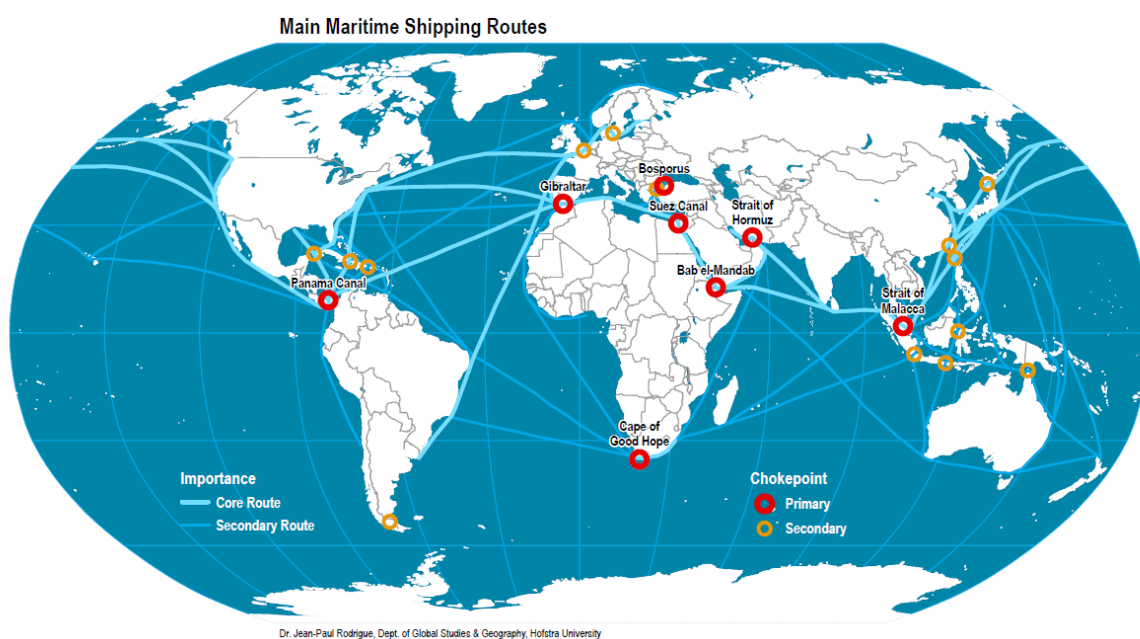 Main Maritime Shipping Routes
Bosporus
Gibraltar
Suez Canal
Strait of
Hormuz
Bab el-Mandab
Panama Canal
Strait of
Malacca
Cape of
Good Hope
Importance
Core Route
Secondary Route
Chokepoint
Primary
Secondary
Dr. Jean-Paul Rodrigue, Dept. of Global Studies & Geography, Hofstra University